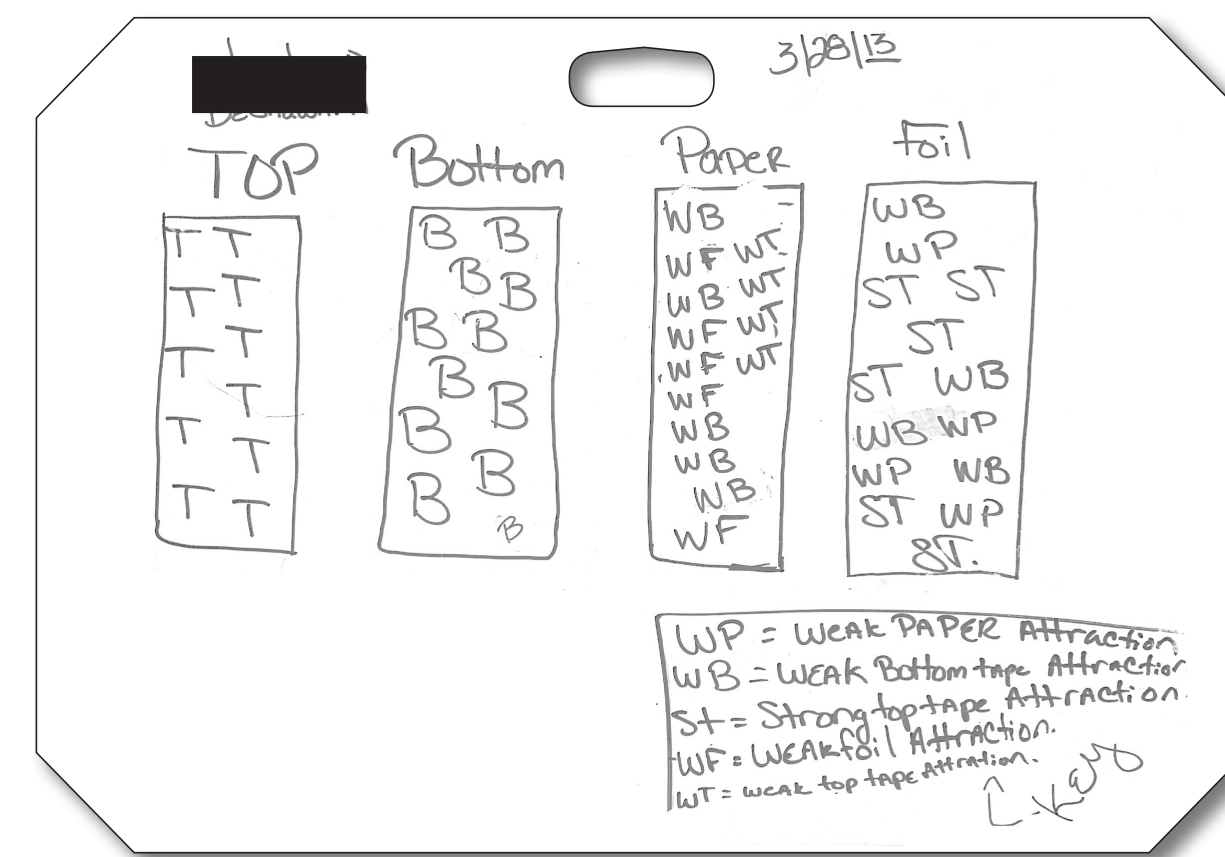 3/28/13
TOP
T T
T T
T T
T T
T T
T
Bottom
B B
B B
B B
B B
B B
B B
Paper
WB -
WF WT
WB WT
WF WT
WF WT
WF
WB
WB
WB
WF
foil
WB
WP
ST ST
ST
ST WB
WB WP
WP WB
ST WP
ST.
WP = Weak PAPER Attraction
WB = WEAK Bottom tape Attraction
St = Strong top tape Attraction.
WF = WEAK foil Attraction.
WT = weak top tape Attration.
Key